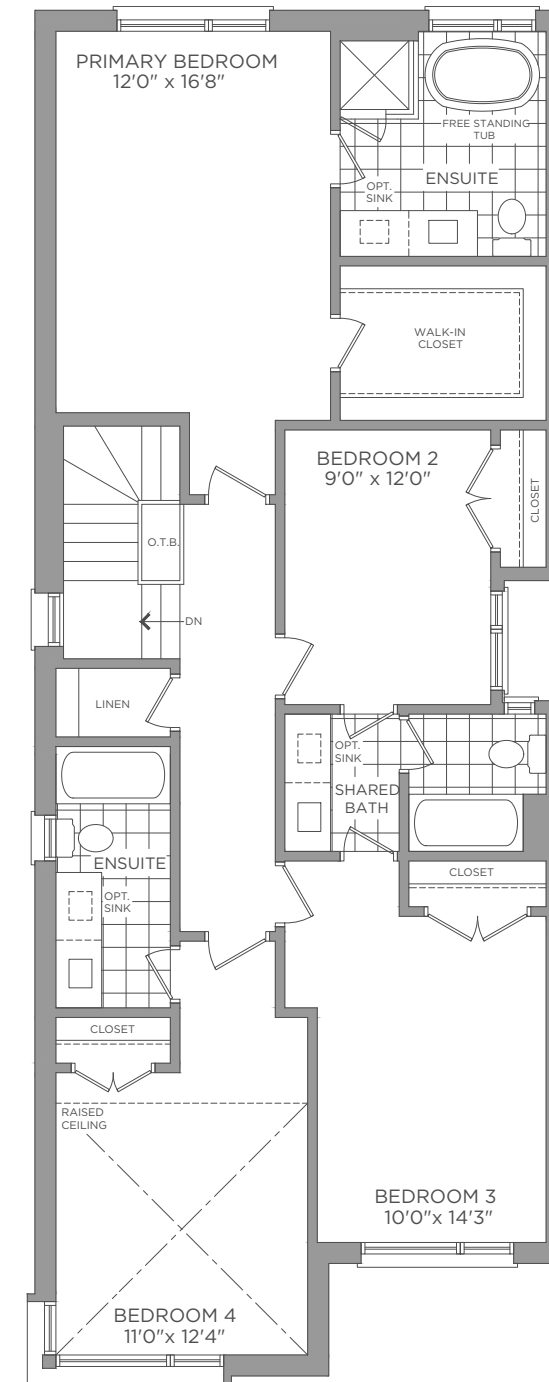 PRIMARY BEDROOM
12'0" x 16'8"
FREE STANDING
TUB
ENSUITE
OPT.
SINK
WALK-IN
CLOSET
BEDROOM 2
9'0" x 12'0"
CLOSET
O.T.B.
DN
LINEN
OPT.
SINK
SHARED
BATH
ENSUITE
OPT.
SINK
CLOSET
CLOSET
RAISED
CEILING
BEDROOM 3
10'0"x 14'3"
BEDROOM 4
11'0"x 12'4"